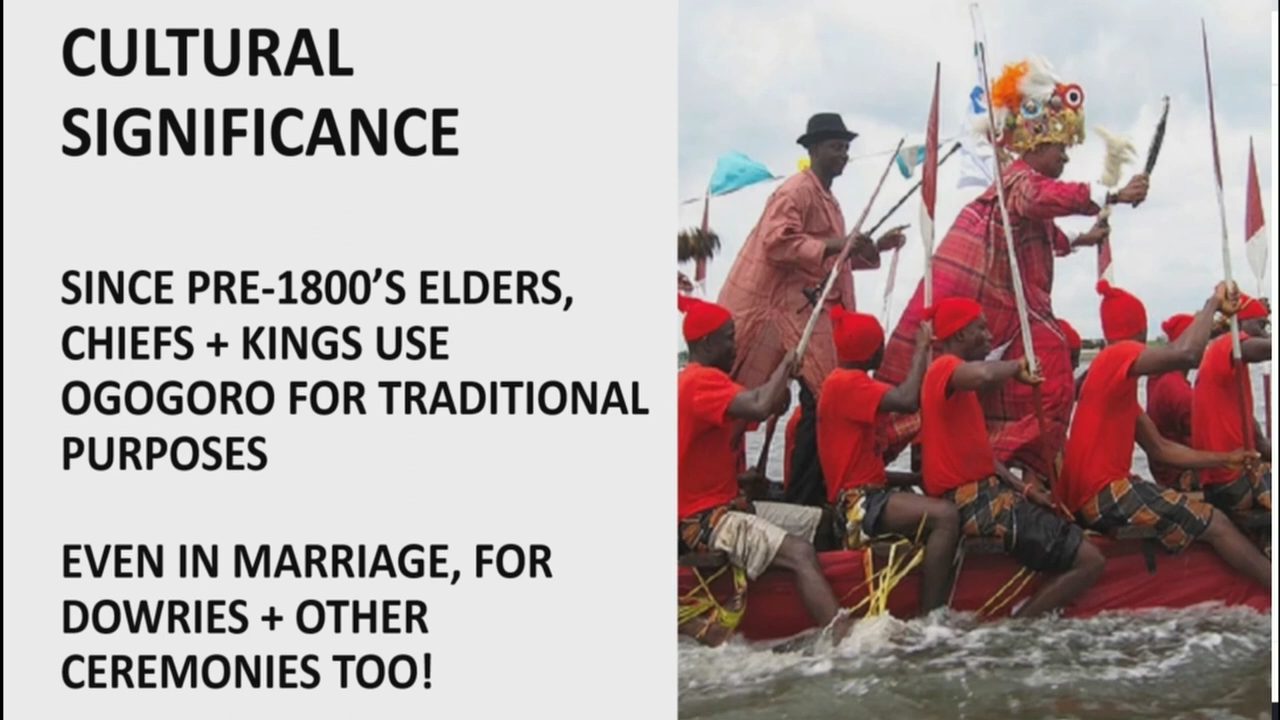 CULTURAL
SIGNIFICANCE
SINCE PRE-1800’S ELDERS,
CHIEFS + KINGS USE
OGOGORO FOR TRADITIONAL
PURPOSES
EVEN IN MARRIAGE, FOR
DOWRIES + OTHER
CEREMONIES TOO!